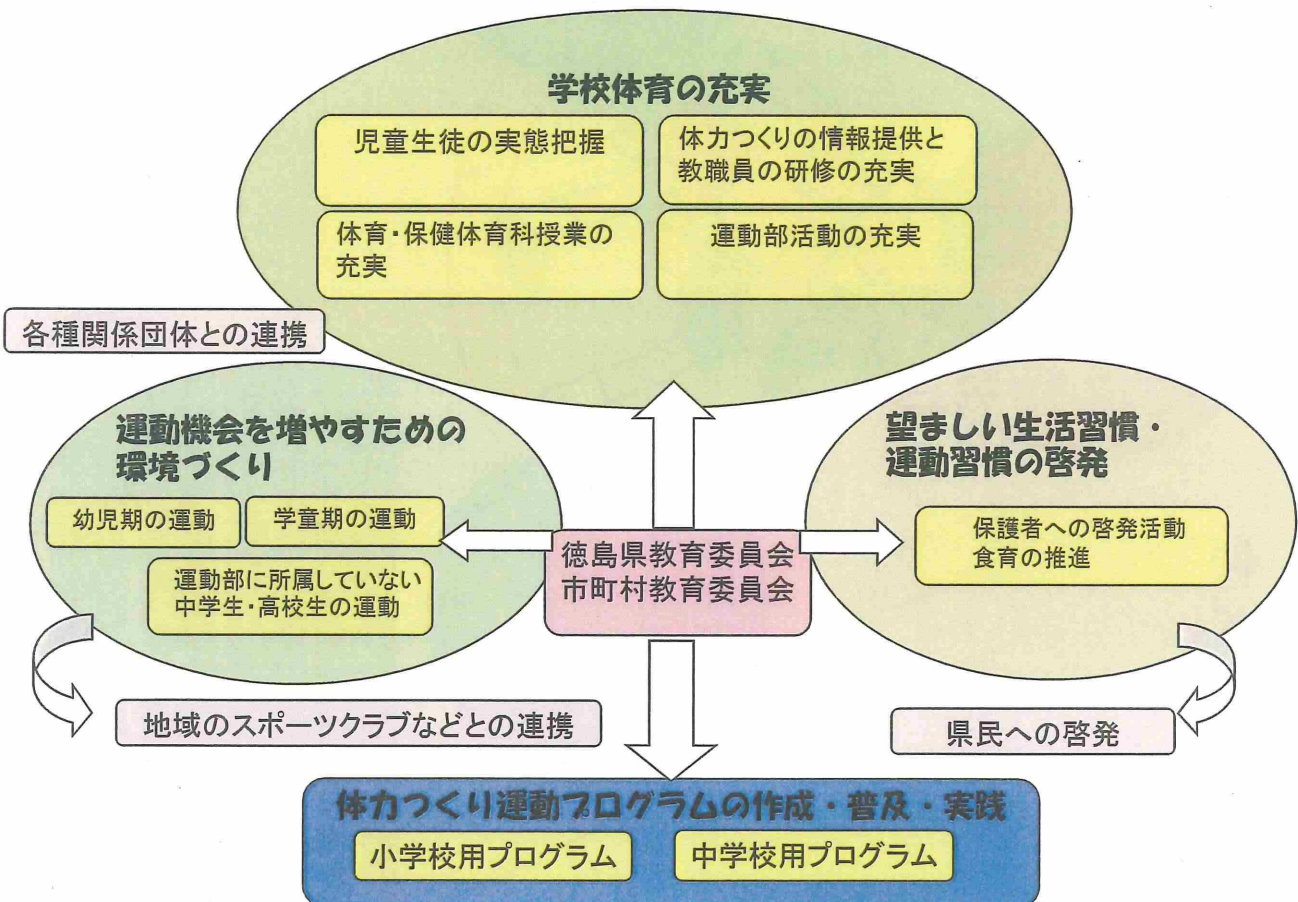 学校体育の充実
児童生徒の実態把握
体力つくりの情報提供と
教職員の研修の充実
体育・保健体育科授業の
充実
運動部活動の充実
各種関係団体との連携
運動機会を増やすための
環境づくり
幼児期の運動
学童期の運動
運動部に所属していない
中学生・高校生の運動
望ましい生活習慣・
運動習慣の啓発
保護者への啓発活動
食育の推進
徳島県教育委員会
市町村教育委員会
地域のスポーツクラブなどとの連携
県民への啓発
体力つくり運動プログラムの作成・普及・実践
小学校用プログラム
中学校用プログラム